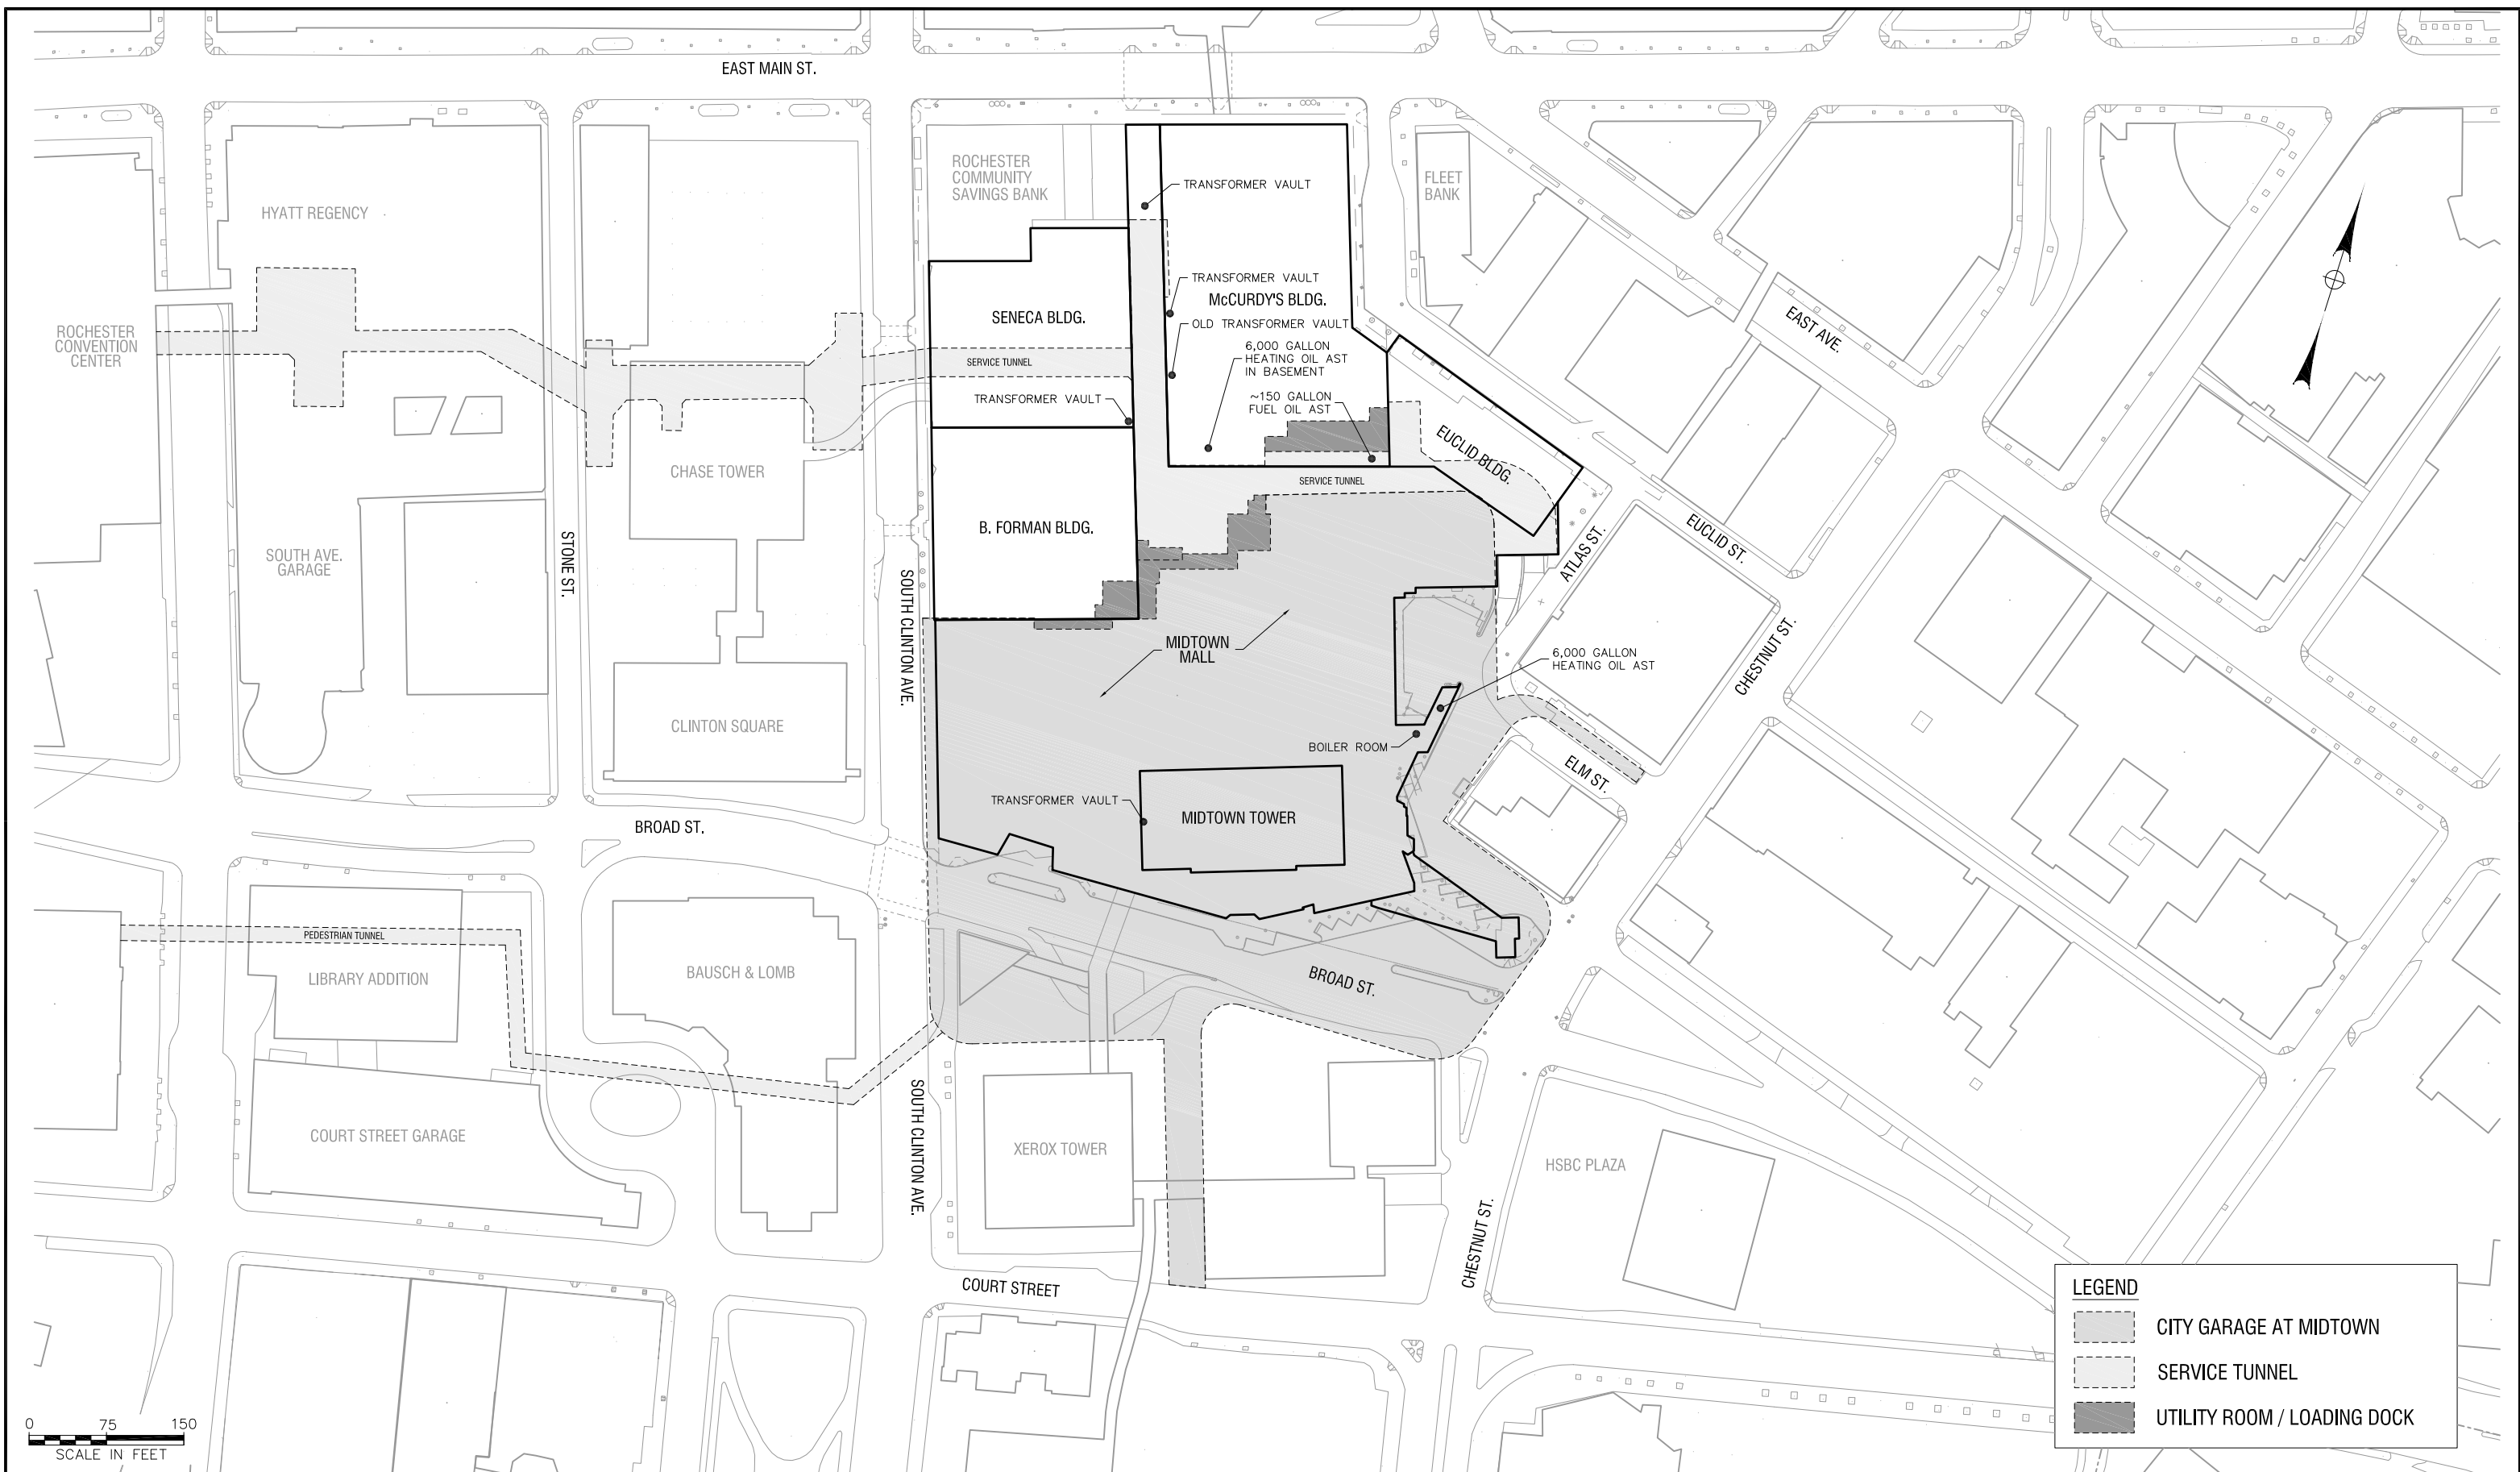 EAST MAIN ST.
ROCHESTER
COMMUNITY
SAVINGS BANK
TRANSFORMER VAULT
FLEET
BANK
HYATT REGENCY
TRANSFORMER VAULT
McCURDY'S BLDG.
SENECA BLDG.
OLD TRANSFORMER VAULT
EAST AVE.
ROCHESTER
CONVENTION
CENTER
6,000 GALLON
HEATING OIL AST
IN BASEMENT
SERVICE TUNNEL
TRANSFORMER VAULT
~150 GALLON
FUEL OIL AST
EUCLID BLDG.
CHASE TOWER
SERVICE TUNNEL
B. FORMAN BLDG.
EUCLID ST.
SOUTH AVE.
GARAGE
STONE ST.
ATLAS ST.
SOUTH CLINTON AVE.
MIDTOWN
MALL
6,000 GALLON
HEATING OIL AST
CHESTNUT ST.
CLINTON SQUARE
BOILER ROOM
ELM ST.
TRANSFORMER VAULT
MIDTOWN TOWER
BROAD ST.
PEDESTRIAN TUNNEL
LIBRARY ADDITION
BAUSCH & LOMB
BROAD ST.
COURT STREET GARAGE
SOUTH CLINTON AVE.
XEROX TOWER
HSBC PLAZA
CHESTNUT ST.
COURT STREET
LEGEND
CITY GARAGE AT MIDTOWN
SERVICE TUNNEL
UTILITY ROOM / LOADING DOCK
0 75 150
SCALE IN FEET